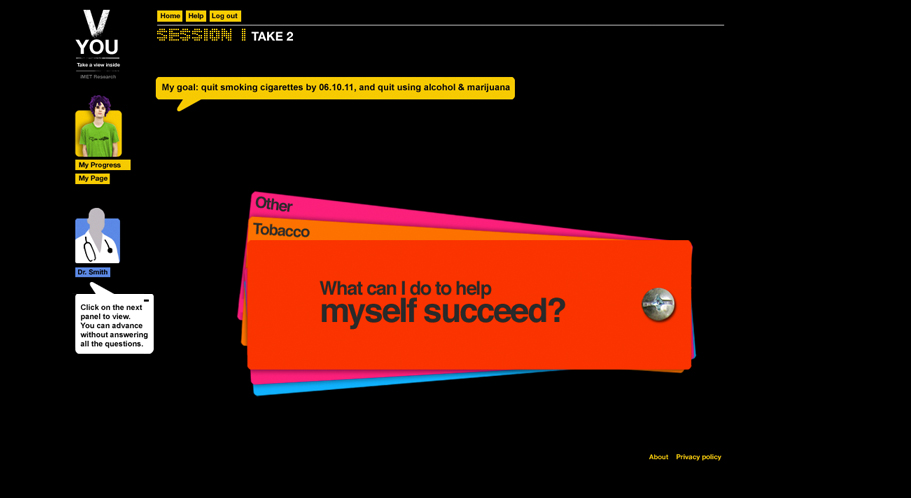 V
YOU
Take a view inside
IMET Research
Home Help Log out
SESSION 1 TAKE 2
My goal: quit smoking cigarettes by 06.10.11, and quit using alcohol & marijuana
My Progress
My Page
Dr. Smith
Click on the next
panel to view.
You can advance
without answering
all the questions.
Other
Tobacco
What can I do to help
myself succeed?
About Privacy policy